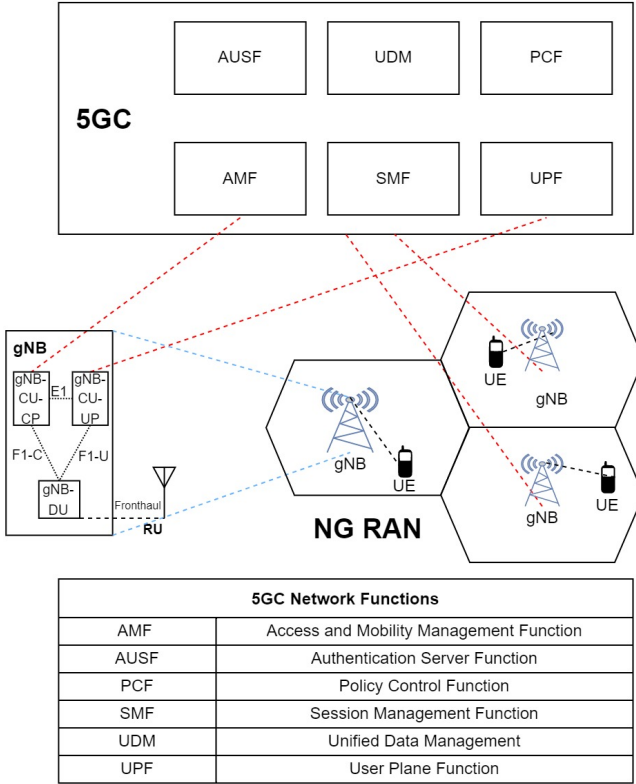 AUSF UDM PCF
5GC
AMF SMF UPF
gNB
gNB-
CU-
CP
E1
gNB-
CU-
UP
F1-C F1-U
gNB-
DU
Fronthaul
RU
gNB
UE
UE
gNB
gNB
UE
NG RAN
5GC Network Functions
AMF Access and Mobility Management Function
AUSF Authentication Server Function
PCF Policy Control Function
SMF Session Management Function
UDM Unified Data Management
UPF User Plane Function